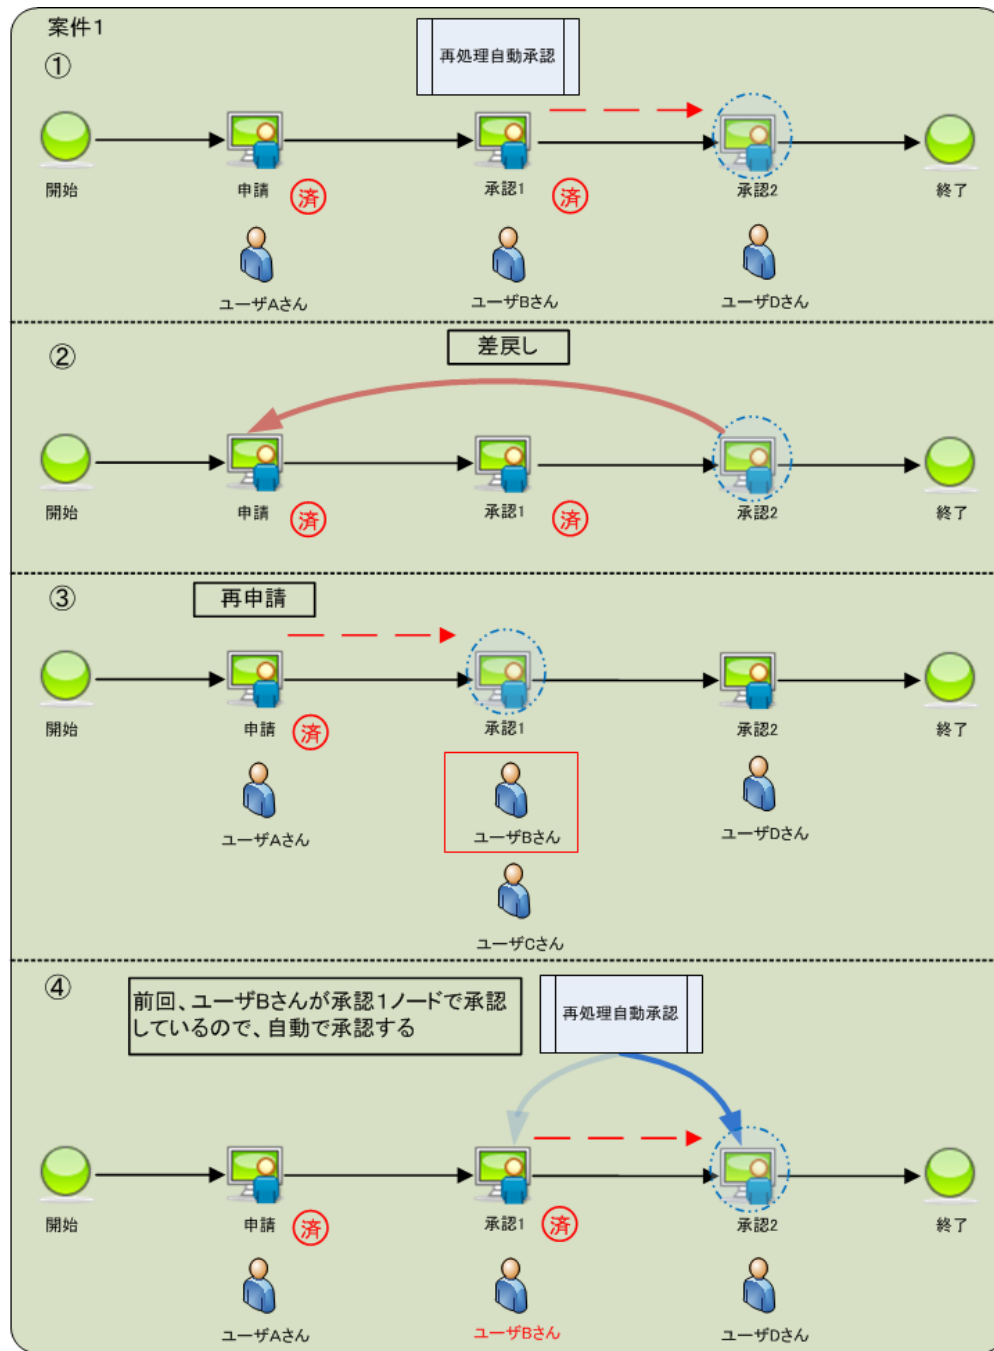 案件1
①
再処理自動承認
開始
申請
済
承認1
済
承認2
終了
ユーザAさん
ユーザBさん
ユーザDさん
②
差戻し
開始
申請
済
承認1
済
承認2
終了
③
再申請
開始
申請
済
承認1
承認2
終了
ユーザAさん
ユーザBさん
ユーザDさん
ユーザCさん
④
前回、ユーザBさんが承認1ノードで承認
しているので、自動で承認する
再処理自動承認
開始
申請
済
承認1
済
承認2
終了
ユーザAさん
ユーザBさん
ユーザDさん